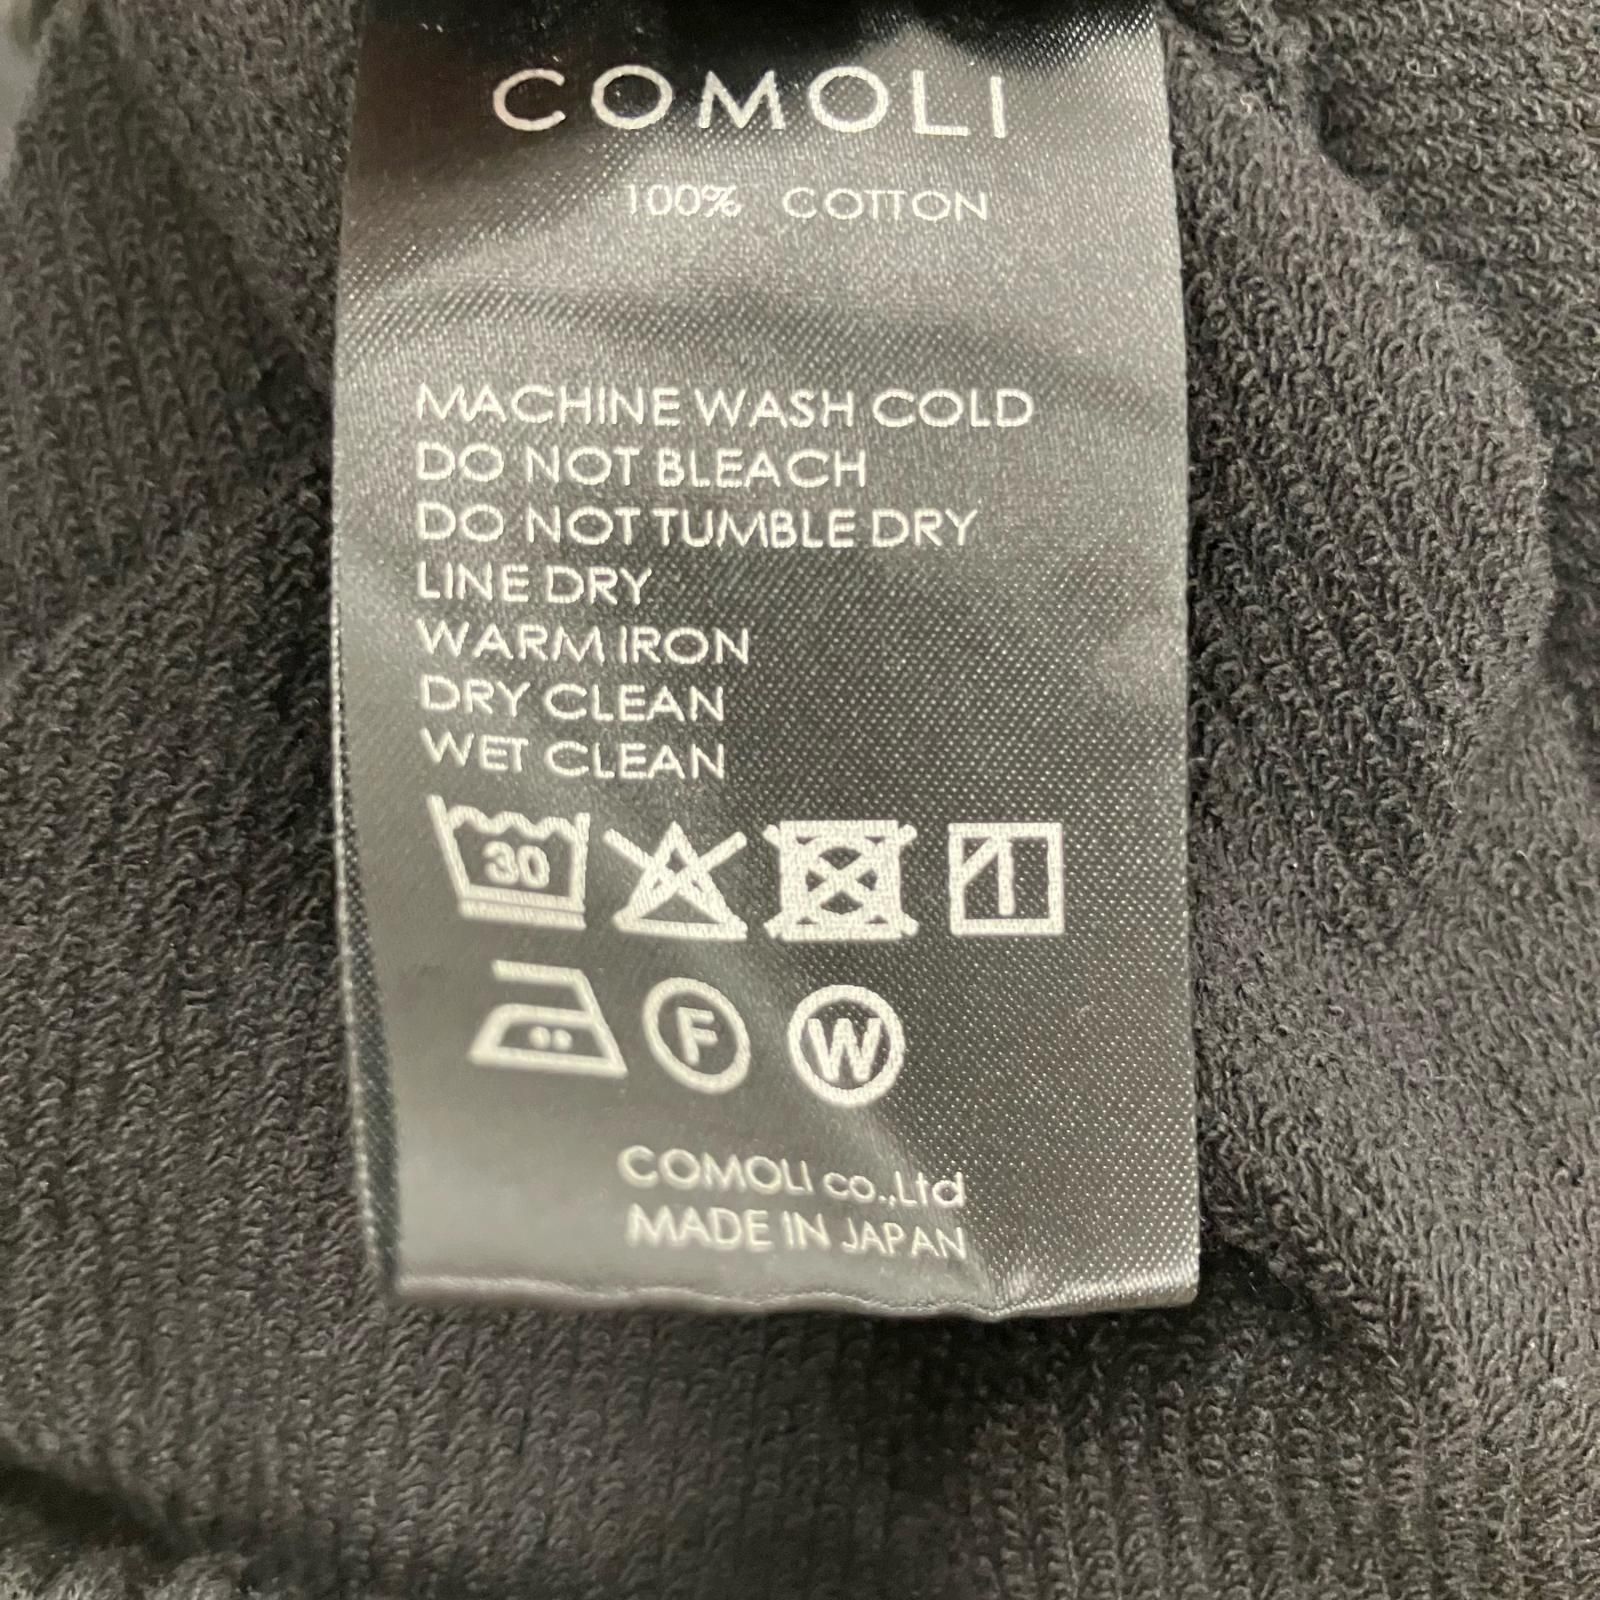 COMOLI
100% COTTON
MACHINE WASH COLD
DO NOT BLEACH
DO NOT TUMBLE DRY
LINE DRY
WARM IRON
DRY CLEAN
WET CLEAN
30
F W
COMOLI co.,Ltd
MADE IN JAPAN